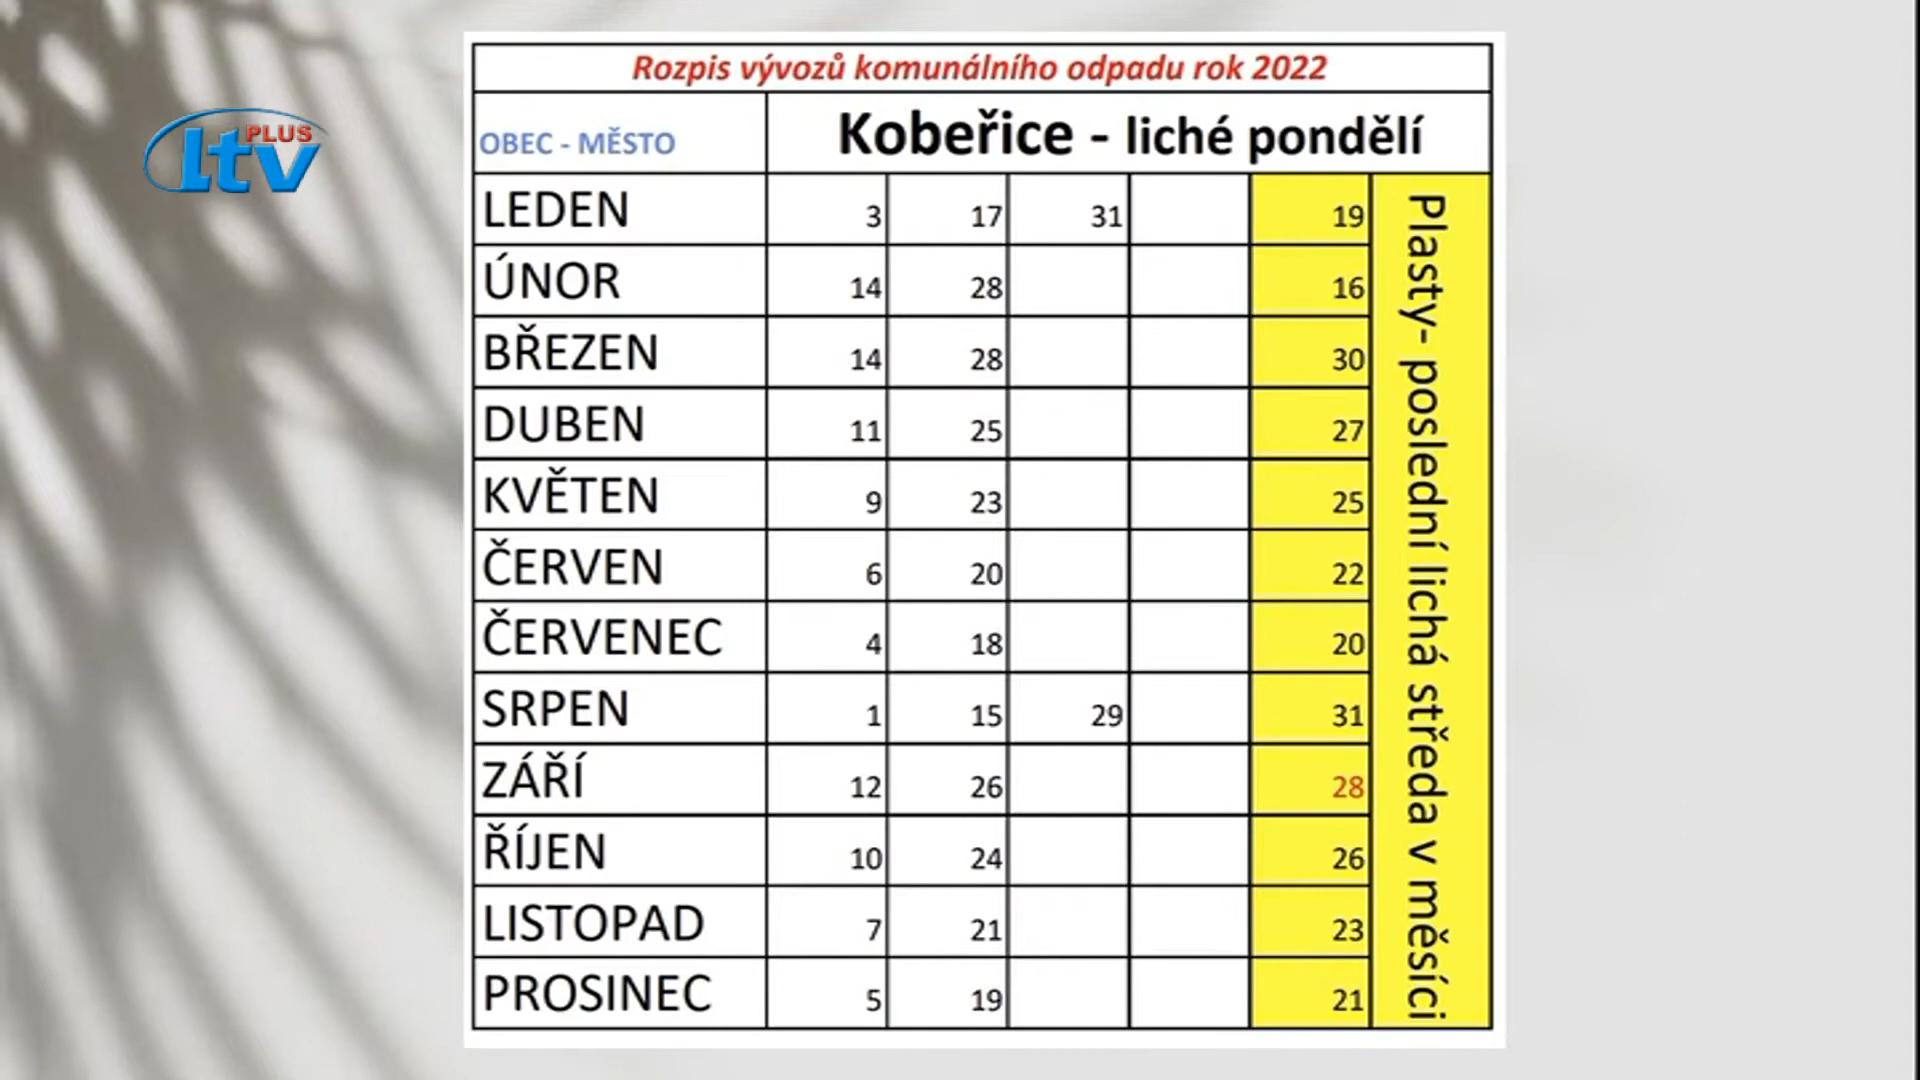 ltv PLUS
Rozpis vývozů komunálního odpadu rok 2022
OBEC - MĚSTO Kobeřice - liché pondělí
LEDEN 3 17 31 19
ÚNOR 14 28 16
BŘEZEN 14 28 30
DUBEN 11 25 27
KVĚTEN 9 23 25
ČERVEN 6 20 22
ČERVENEC 4 18 20
SRPEN 1 15 29 31
ZÁŘÍ 12 26 28
ŘÍJEN 10 24 26
LISTOPAD 7 21 23
PROSINEC 5 19 21
Plasty- poslední lichá středa v měsíci